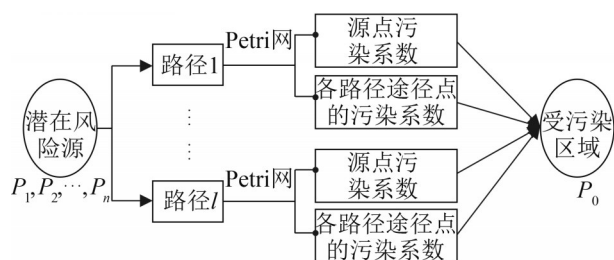 潜在风
险源
P₁,P₂,…,Pₙ
路径1
⋮
路径l
Petri网
源点污
染系数
各路径途径点
的污染系数
Petri网
源点污
染系数
各路径途径点
的污染系数
受污染
区域
P₀